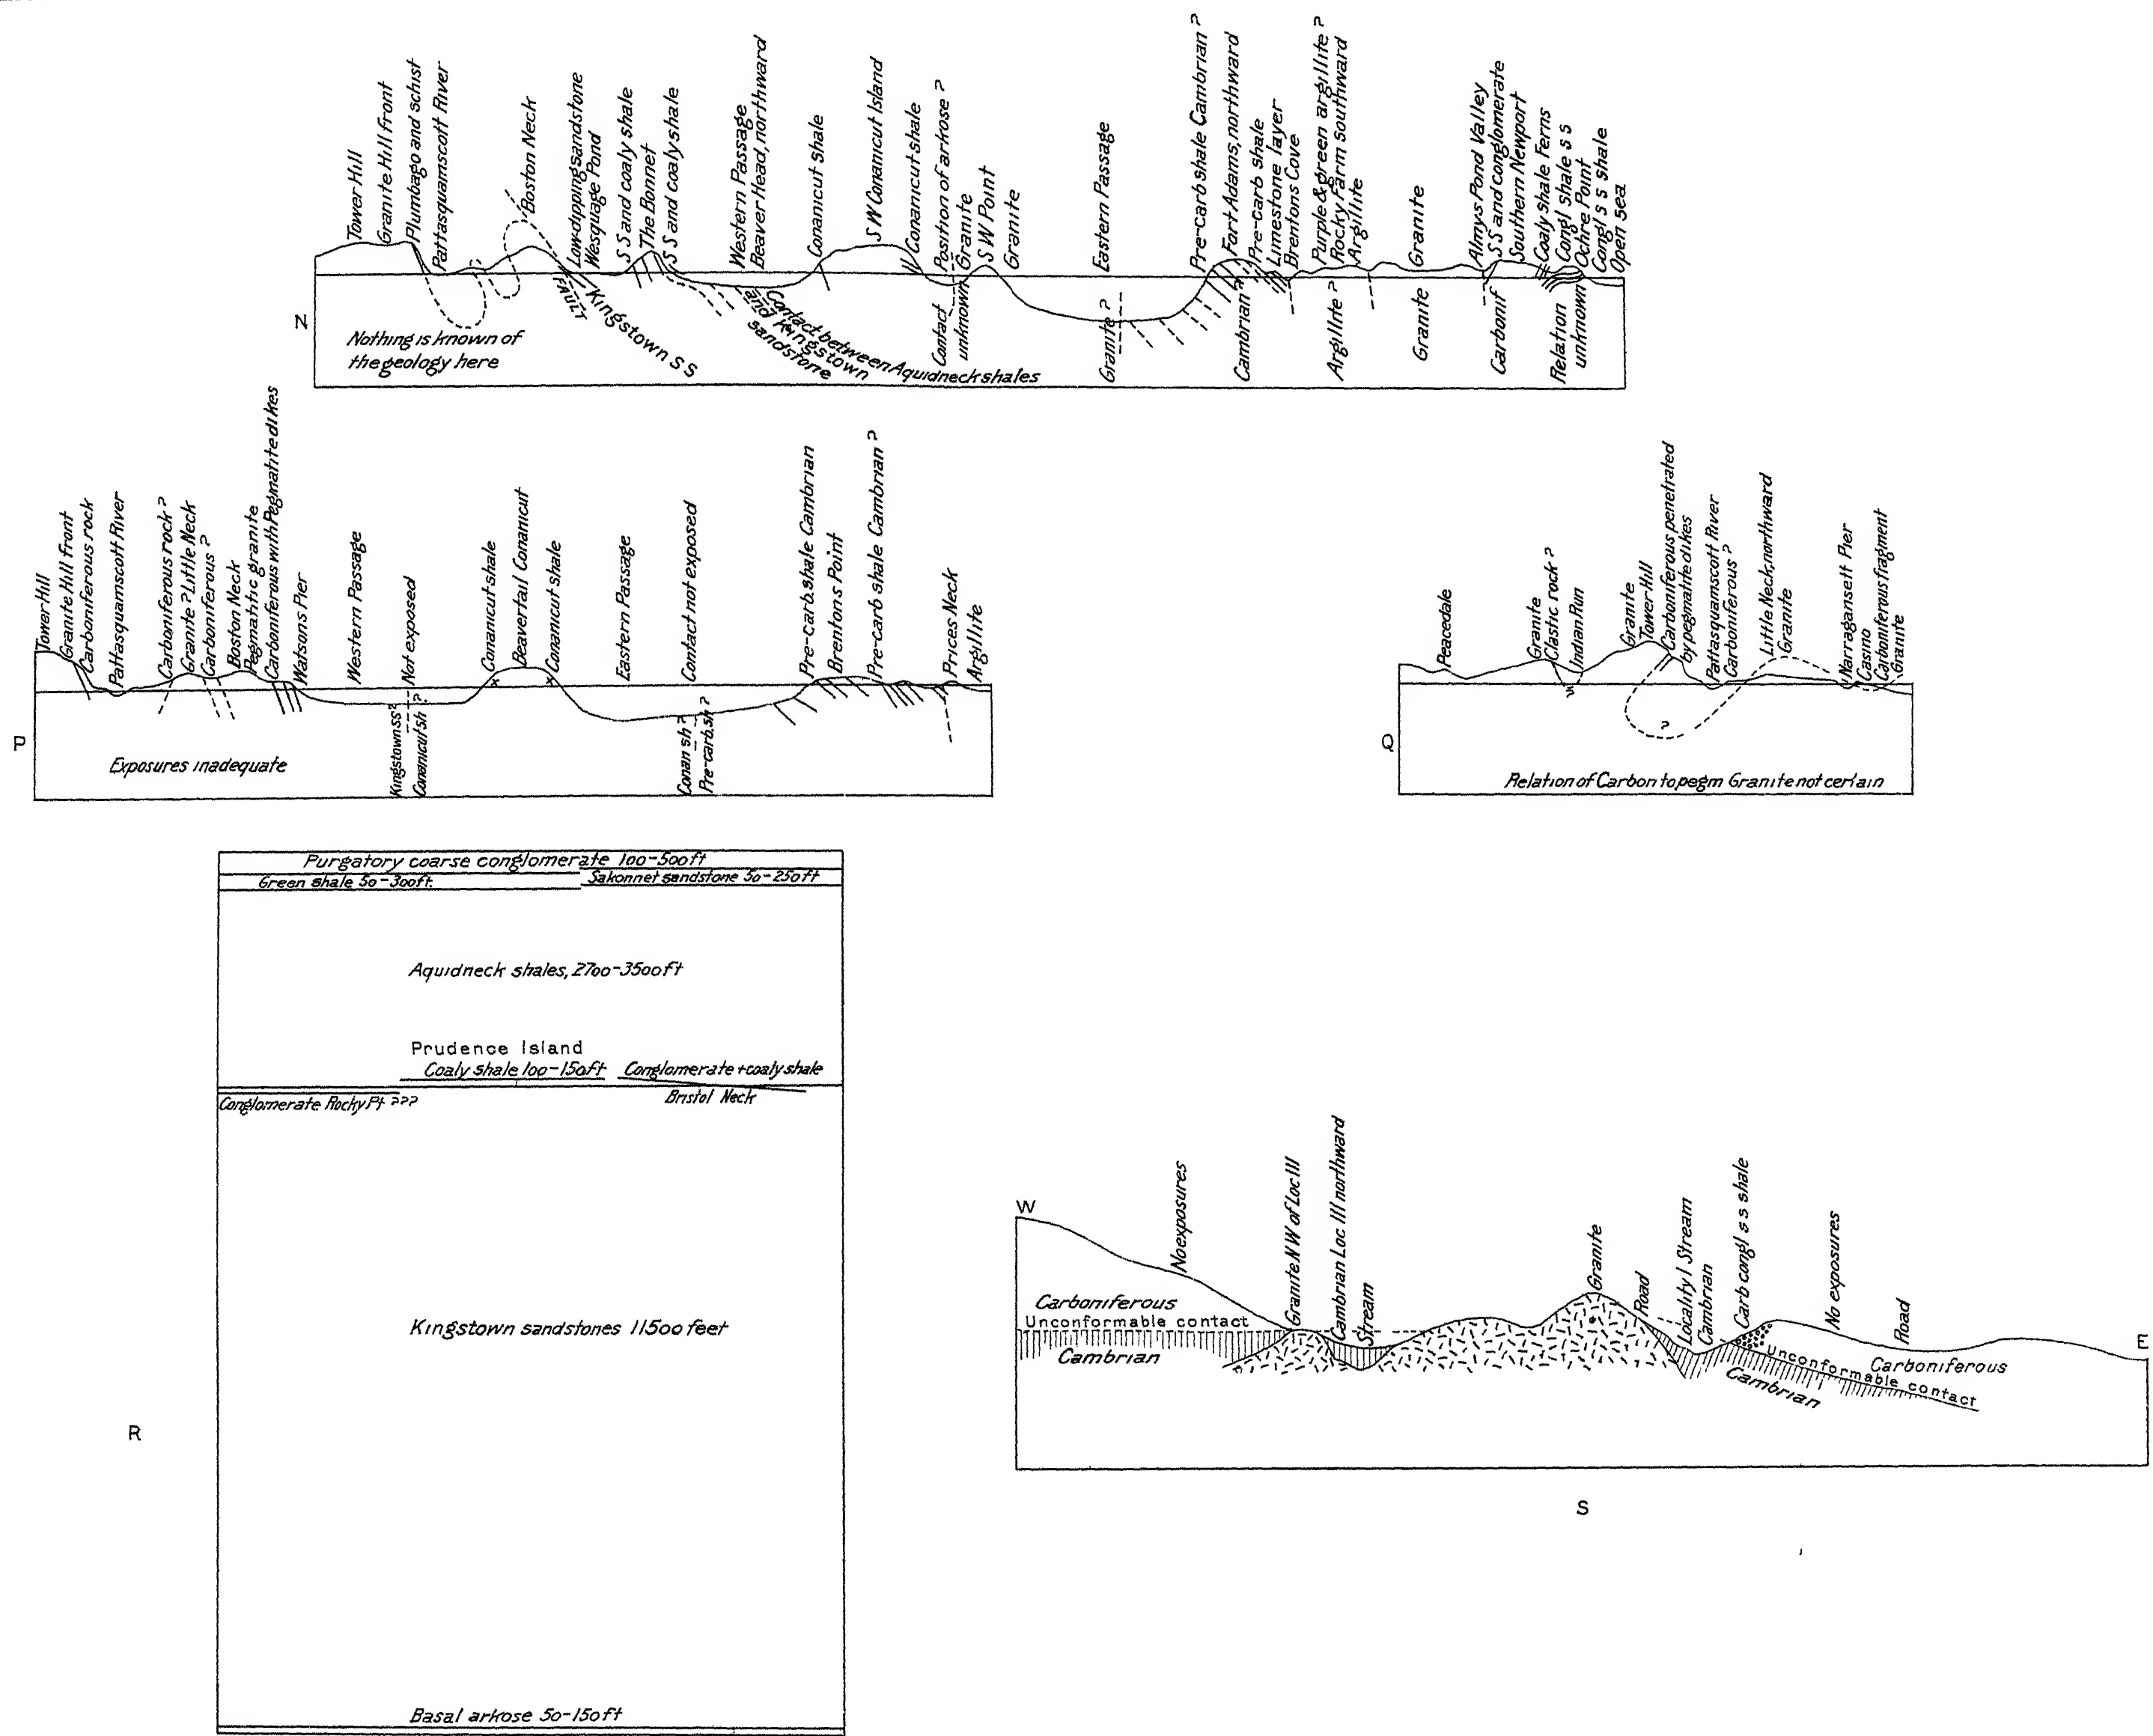 Tower Hill
Granite Hill front
Plumbago and schist
Pattasquamscott River
Boston Neck
Low-dipping sandstone
Wesquage Pond
S S and coaly shale
The Bonnet
S.S and coaly shale
Western Passage
Beaver Head, northward
Conanicut shale
S W Conanicut Island
Conanicut shale
Position of arkose ?
Granite
S W Point
Granite
Eastern Passage
Pre-carb shale Cambrian ?
Fort Adams, northward
Pre-carb shale
Limestone layer
Brentons Cove
Purple & green argillite ?
Rocky Farm southward
Argillite
Granite
Almys Pond Valley
S S and conglomerate
Southern Newport
Coaly shale Ferns
Congl shale S S
Ochre Point
Congl s s shale
Open Sea
N
Nothing is known of
the geology here
FAULT
Kingstown S S
Contact between Aquidneck shales
and Kingstown
sandstone
Contact
unknown
Granite ?
Cambrian ?
Argillite ?
Granite
Carbonif
Relation
unknown
Tower Hill
Granite Hill front
Carboniferous rock
Pattasquamscott River
Carboniferous rock ?
Granite ? Little Neck
Carboniferous ?
Boston Neck
Pegmatitic granite
Carboniferous with Pegmatite dikes
Watsons Pier
Western Passage
Not exposed
Conanicut shale
Beavertail Conanicut
Conanicut shale
Eastern Passage
Contact not exposed
Pre-carb. shale Cambrian
Brentons Point
Pre-carb shale Cambrian ?
Prices Neck
Argillite
P
Exposures inadequate
Kingstown ss ?
Conanicut sh ?
Conan sh ?
Pre-carb. sh ?
Peacedale
Granite
Clastic rock ?
Indian Run
Granite
Tower Hill
Carboniferous penetrated
by pegmatite dikes
Pattasquamscott River
Carboniferous ?
Little Neck, northward
Granite
Narragansett Pier
Casino
Carboniferous fragment
Granite
?
Q
Relation of Carbon to pegm Granite not certain
Purgatory coarse conglomerate 100-500 ft
Green shale 50-300ft.
Sakonnet sandstone 50-250 ft
Aquidneck shales, 2700-3500 ft
Prudence Island
Coaly shale 100-150ft
Conglomerate + coaly shale
Conglomerate Rocky Pt ???
Bristol Neck
Kingstown sandstones 11500 feet
Basal arkose 50-150 ft
R
W
No exposures
Granite N W of Loc III
Cambrian Loc III northward
Stream
Granite
Road
Locality I Stream
Cambrian
Carb congl s s shale
No exposures
Road
E
Carboniferous
Unconformable contact
Cambrian
Unconformable contact
Carboniferous
Cambrian
S